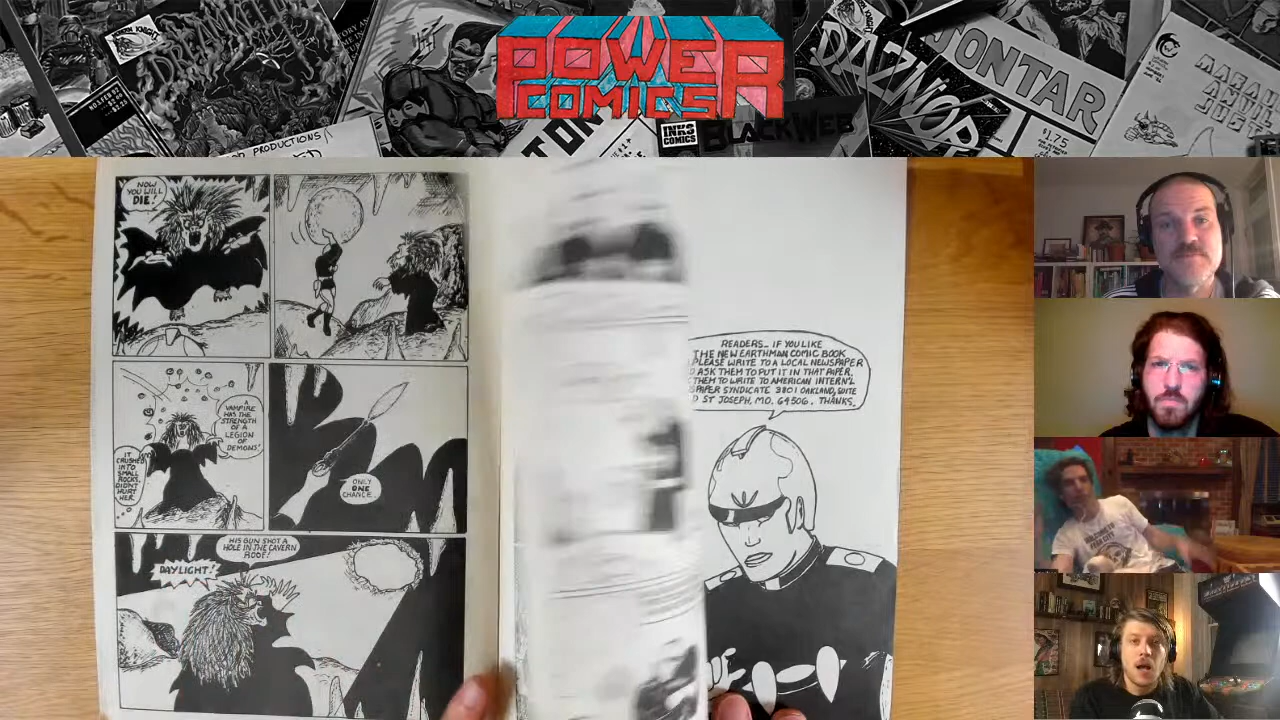 POWER
COMICS
DRAGON
KNIGHT
PRODUCTIONS
INKS
COMICS
BLACKWEB
JONTAR
$1.75
NOW
YOU WILL
DIE!
A
VAMPIRE
HAS THE
STRENGTH
OF A
LEGION
OF
DEMONS!
IT
CRUSHED
INTO
SMALL
ROCKS,
DIDN'T
HURT
HER
ONLY
ONE
CHANCE..
HIS GUN SHOT A
HOLE IN THE CAVERN
ROOF!
DAYLIGHT!
READERS.. IF YOU LIKE
THE NEW EARTHMAN COMIC BOOK
PLEASE WRITE TO A LOCAL NEWSPAPER
ASK THEM TO PUT IT IN THAT PAPER.
THEM TO WRITE TO AMERICAN INTERN'L
PAPER SYNDICATE 3801 OAKLAND, SUITE
ST JOSEPH, MO. 64506. THANKS.